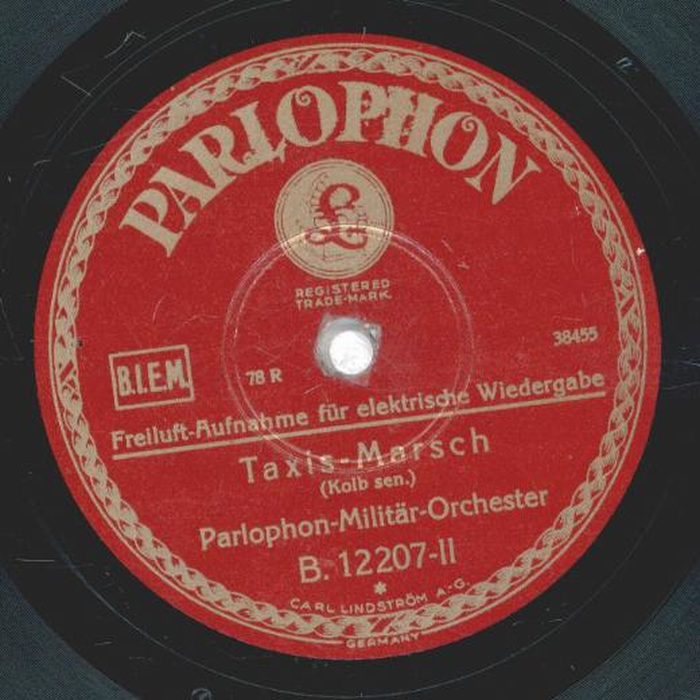 PARLOPHON
£
REGISTERED
TRADE-MARK.
38455
B.I.E.M.
78 R
Freiluft-Aufnahme für elektrische Wiedergabe
Taxis-Marsch
(Kolb sen.)
Parlophon-Militär-Orchester
B. 12207-II
*
CARL LINDSTRÖM A.-G.
GERMANY